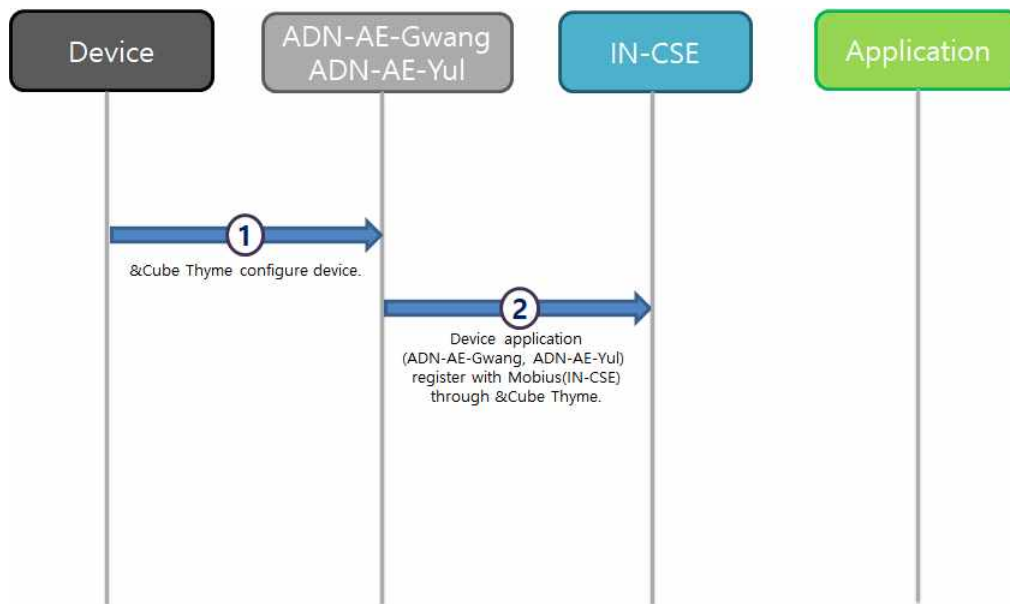 Device
ADN-AE-Gwang
ADN-AE-Yul
IN-CSE
Application
1
&Cube Thyme configure device.
2
Device application
(ADN-AE-Gwang, ADN-AE-Yul)
register with Mobius(IN-CSE)
through &Cube Thyme.